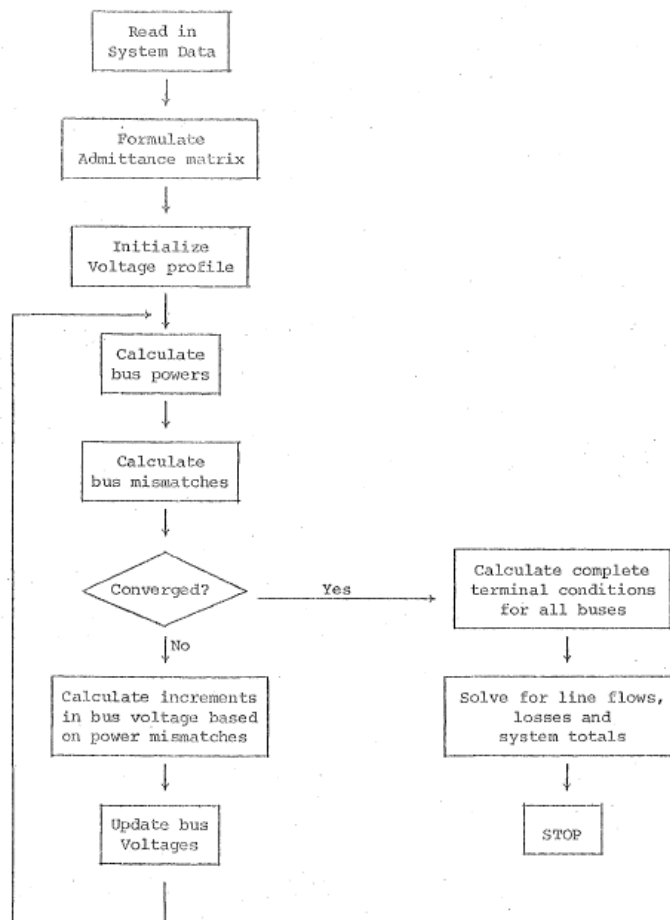 Read in
System Data
Formulate
Admittance matrix
Initialize
Voltage profile
Calculate
bus powers
Calculate
bus mismatches
Converged?
Yes
No
Calculate complete
terminal conditions
for all buses
Calculate increments
in bus voltage based
on power mismatches
Solve for line flows,
losses and
system totals
Update bus
Voltages
STOP